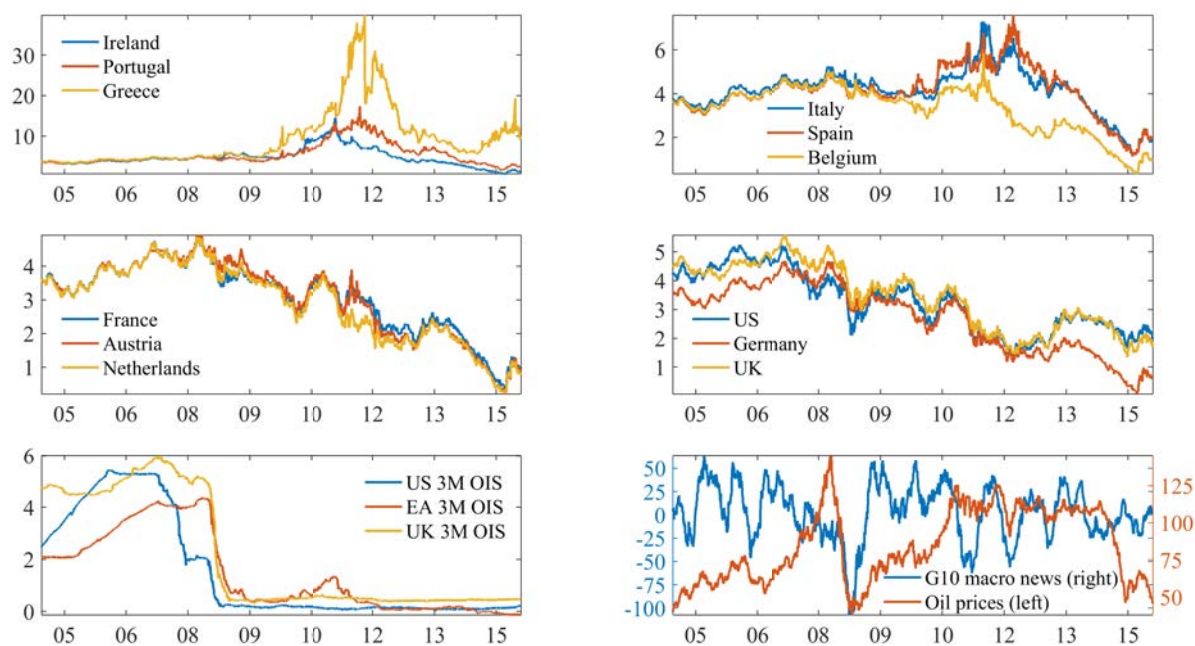 30
20
10
Ireland
Portugal
Greece
05 06 08 09 10 12 13 15
6
4
2
Italy
Spain
Belgium
05 06 08 09 10 12 13 15
4
3
2
1
France
Austria
Netherlands
05 06 08 09 10 12 13 15
5
4
3
2
1
US
Germany
UK
05 06 08 09 10 12 13 15
6
4
2
0
US 3M OIS
EA 3M OIS
UK 3M OIS
05 06 08 09 10 12 13 15
50
25
0
-25
-50
-75
-100
125
100
75
50
G10 macro news (right)
Oil prices (left)
05 06 08 09 10 12 13 15